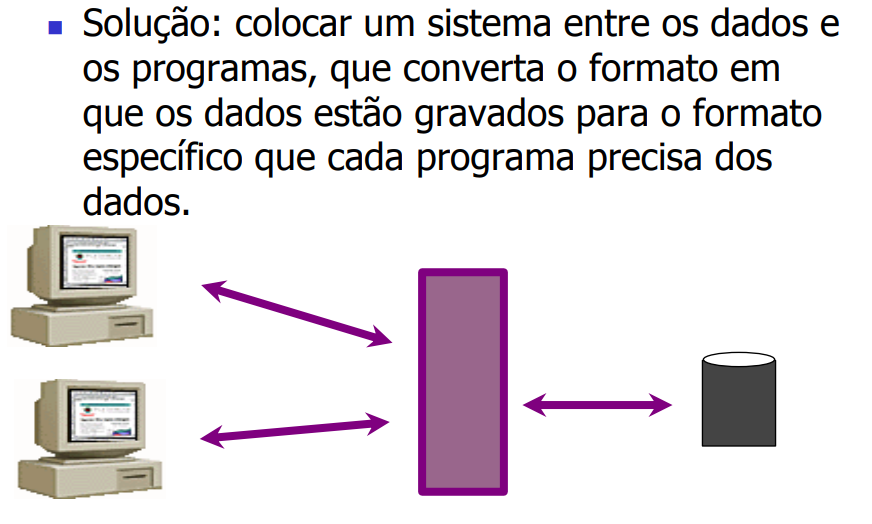 Solução: colocar um sistema entre os dados e
os programas, que converta o formato em
que os dados estão gravados para o formato
específico que cada programa precisa dos
dados.